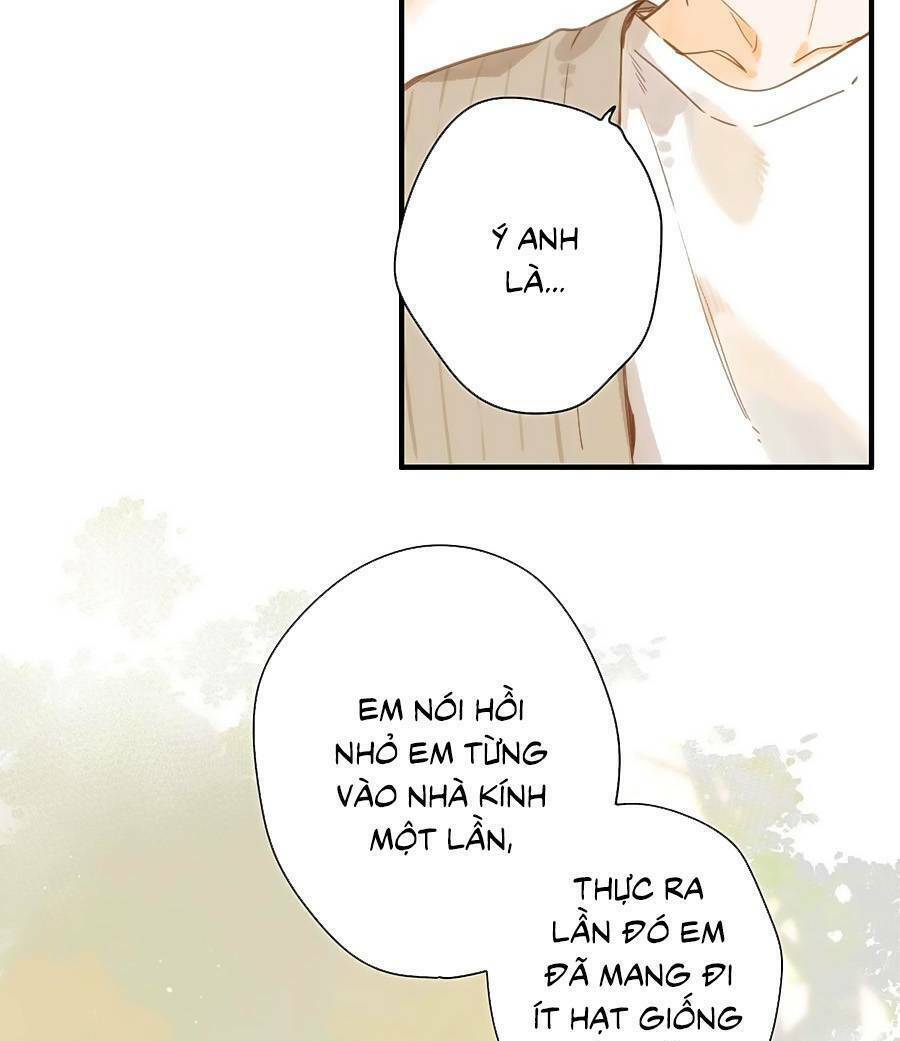 Ý ANH
LÀ...
EM NÓI HỒI
NHỎ EM TỪNG
VÀO NHÀ KÍNH
MỘT LẦN,
THỰC RA
LẦN ĐÓ EM
ĐÃ MANG ĐI
ÍT HẠT GIỐNG